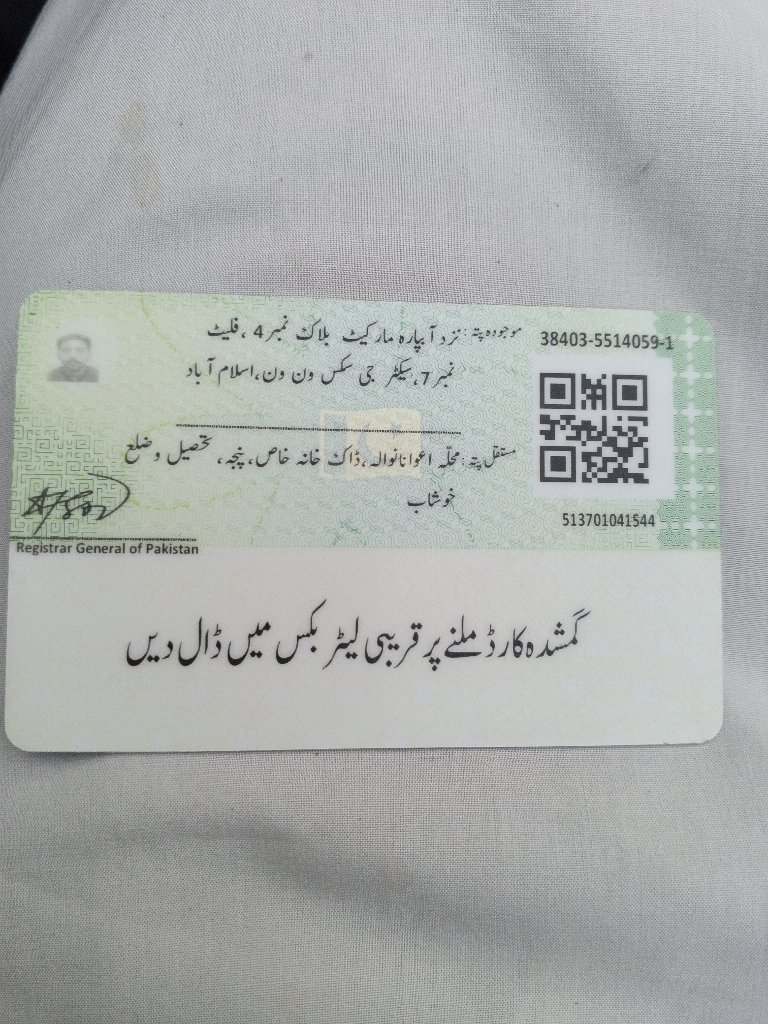 موجودہ پتہ: نزد آبپارہ مارکیٹ بلاک نمبر 4 ،فلیٹ
نمبر 7،سیکٹر جی سکس ون ون،اسلام آباد
38403-5514059-1
مستقل پتہ: محلّہ اعوانانوالہ،ڈاک خانہ خاص، پنجہ، تحصیل و ضلع
خوشاب
513701041544
Registrar General of Pakistan
گمشدہ کارڈ ملنے پر قریبی لیٹر بکس میں ڈال دیں